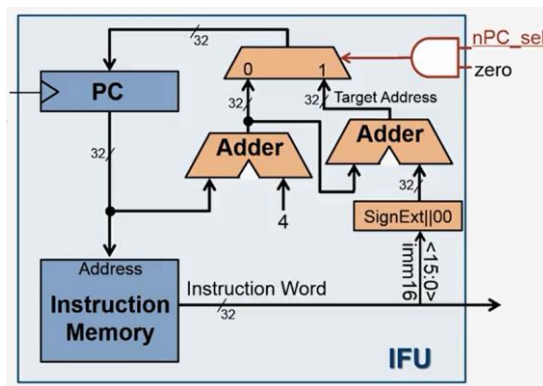 32
nPC_sel
zero
PC
0 1
32
32
Target Address
Adder
Adder
32
32
4
SignExt||00
Address
Instruction
Memory
Instruction Word
32
imm16
<15:0>
IFU